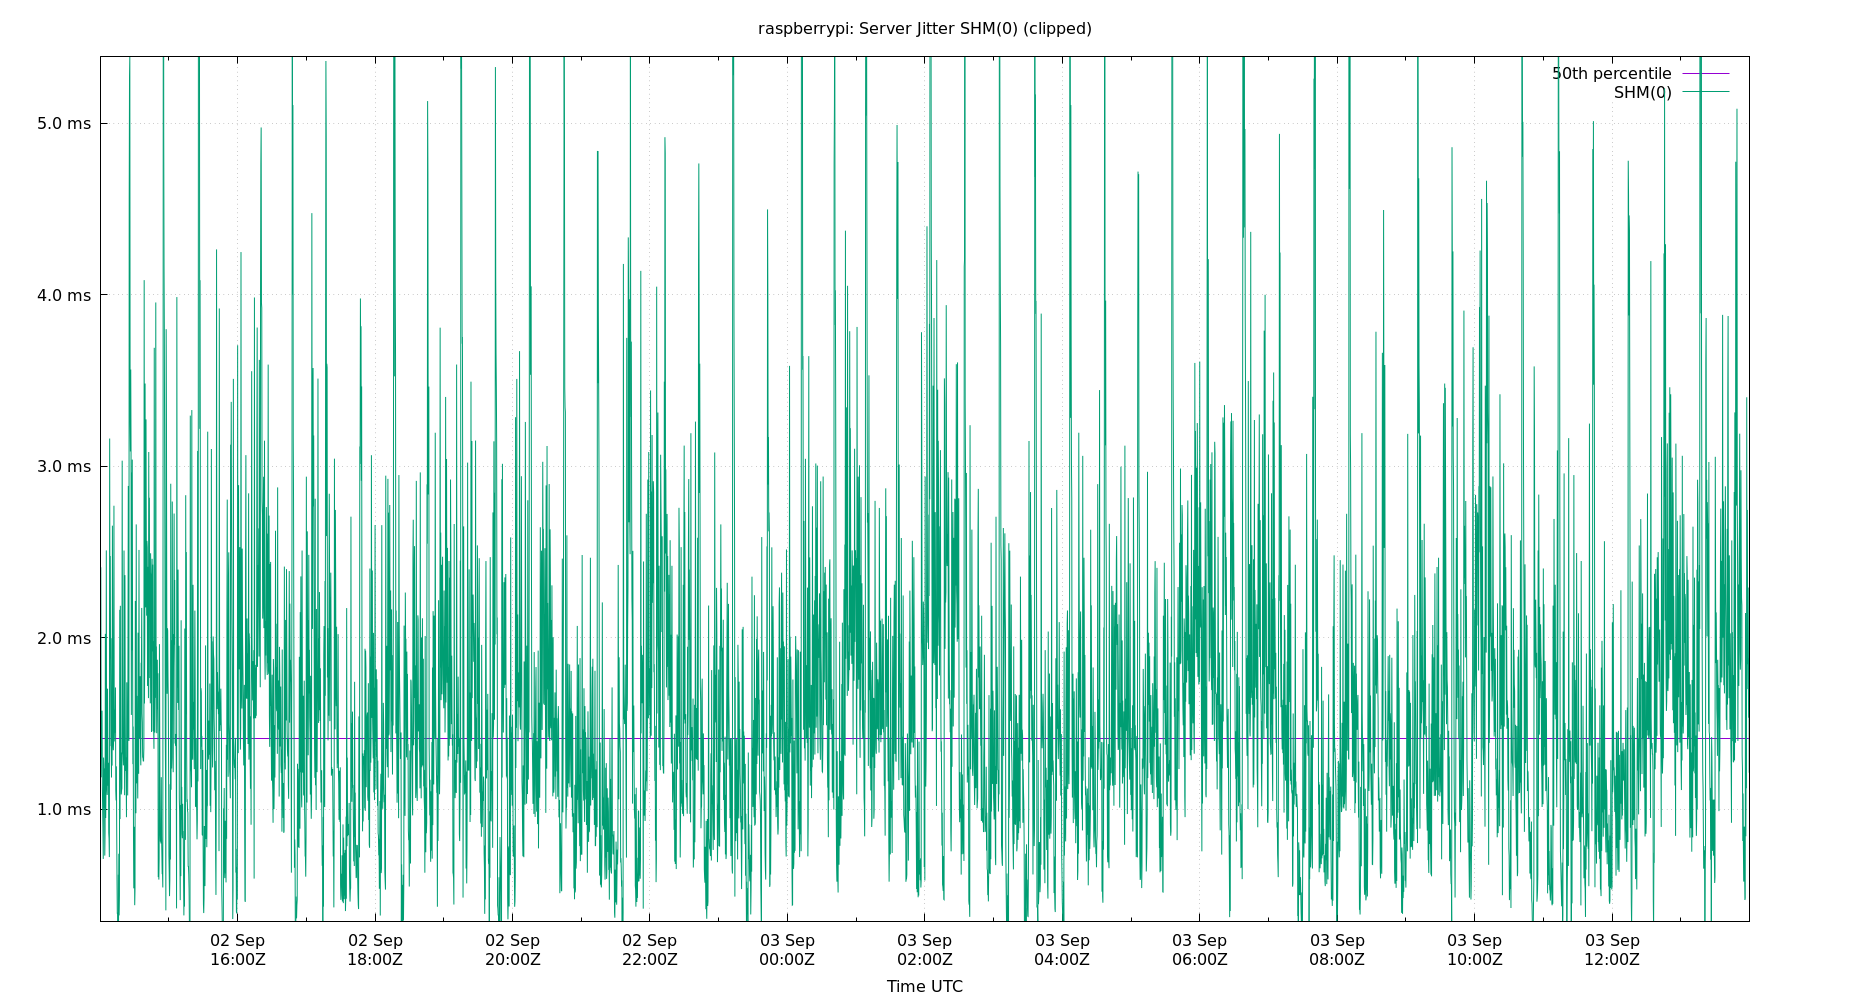 raspberrypi: Server Jitter SHM(0) (clipped)
50th percentile
SHM(0)
5.0 ms
4.0 ms
3.0 ms
2.0 ms
1.0 ms
02 Sep 02 Sep 02 Sep 02 Sep 03 Sep 03 Sep 03 Sep 03 Sep 03 Sep 03 Sep 03 Sep
16:00Z 18:00Z 20:00Z 22:00Z 00:00Z 02:00Z 04:00Z 06:00Z 08:00Z 10:00Z 12:00Z
Time UTC